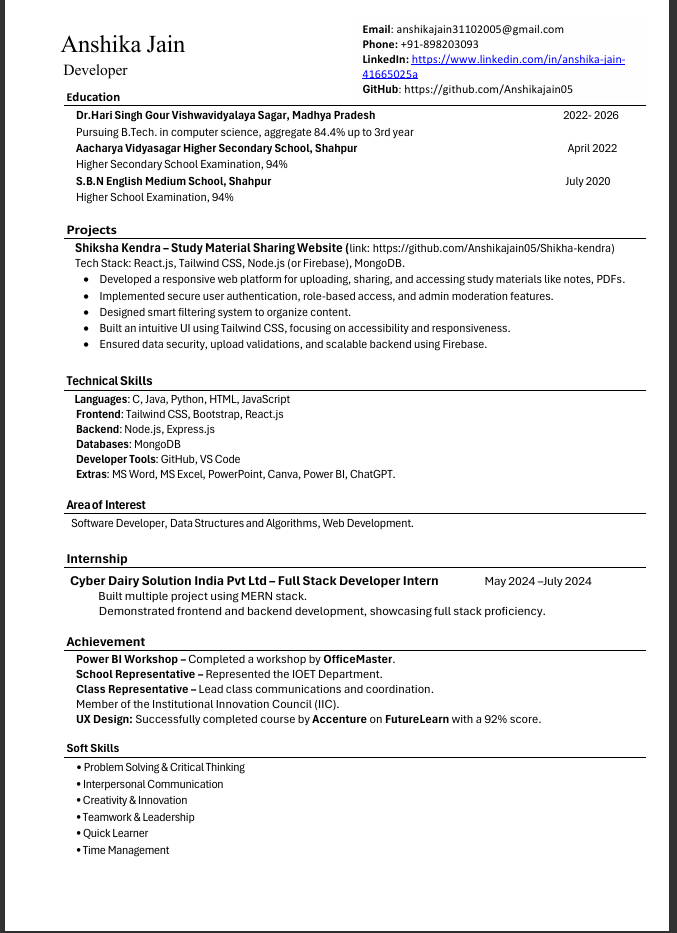 Anshika Jain
Developer
Email: anshikajain31102005@gmail.com
Phone: +91-898203093
LinkedIn: https://www.linkedin.com/in/anshika-jain-
41665025a
GitHub: https://github.com/Anshikajain05
Education
Dr.Hari Singh Gour Vishwavidyalaya Sagar, Madhya Pradesh 2022- 2026
Pursuing B.Tech. in computer science, aggregate 84.4% up to 3rd year
Aacharya Vidyasagar Higher Secondary School, Shahpur April 2022
Higher Secondary School Examination, 94%
S.B.N English Medium School, Shahpur July 2020
Higher School Examination, 94%
Projects
Shiksha Kendra – Study Material Sharing Website (link: https://github.com/Anshikajain05/Shikha-kendra)
Tech Stack: React.js, Tailwind CSS, Node.js (or Firebase), MongoDB.
• Developed a responsive web platform for uploading, sharing, and accessing study materials like notes, PDFs.
• Implemented secure user authentication, role-based access, and admin moderation features.
• Designed smart filtering system to organize content.
• Built an intuitive UI using Tailwind CSS, focusing on accessibility and responsiveness.
• Ensured data security, upload validations, and scalable backend using Firebase.
Technical Skills
Languages: C, Java, Python, HTML, JavaScript
Frontend: Tailwind CSS, Bootstrap, React.js
Backend: Node.js, Express.js
Databases: MongoDB
Developer Tools: GitHub, VS Code
Extras: MS Word, MS Excel, PowerPoint, Canva, Power BI, ChatGPT.
Area of Interest
Software Developer, Data Structures and Algorithms, Web Development.
Internship
Cyber Dairy Solution India Pvt Ltd – Full Stack Developer Intern May 2024 –July 2024
Built multiple project using MERN stack.
Demonstrated frontend and backend development, showcasing full stack proficiency.
Achievement
Power BI Workshop – Completed a workshop by OfficeMaster.
School Representative – Represented the IOET Department.
Class Representative – Lead class communications and coordination.
Member of the Institutional Innovation Council (IIC).
UX Design: Successfully completed course by Accenture on FutureLearn with a 92% score.
Soft Skills
• Problem Solving & Critical Thinking
• Interpersonal Communication
• Creativity & Innovation
• Teamwork & Leadership
• Quick Learner
• Time Management